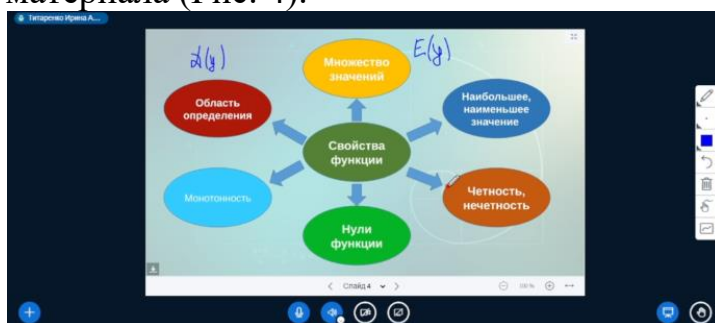 материала (Рис. 4).
Титаренко Ирина А...
D(y)
E(y)
Множество
значений
Область
определения
Наибольшее,
наименьшее
значение
Свойства
функции
Монотонность
Четность,
нечетность
Нули
функции
Слайд 4
100%